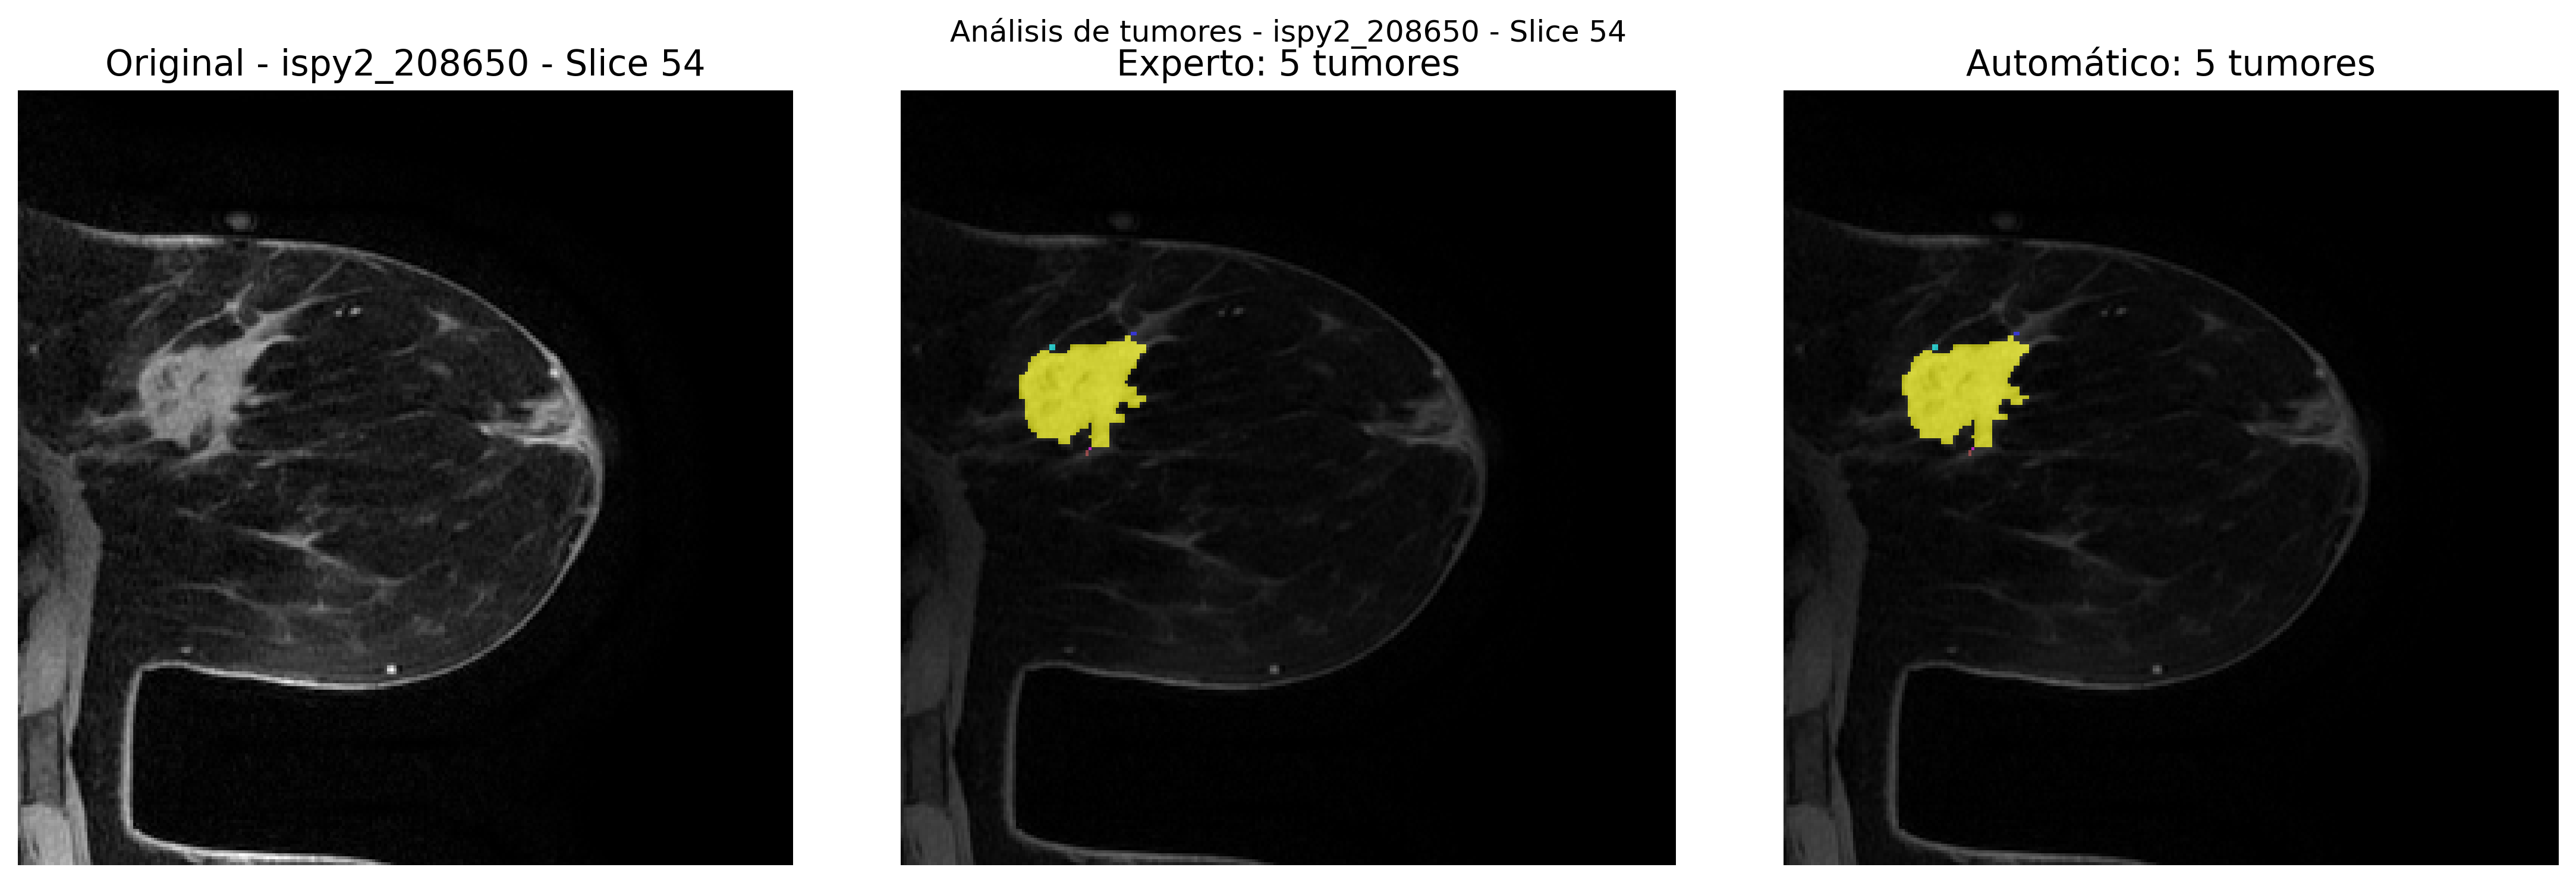 Análisis de tumores - ispy2_208650 - Slice 54
Original - ispy2_208650 - Slice 54
Experto: 5 tumores
Automático: 5 tumores